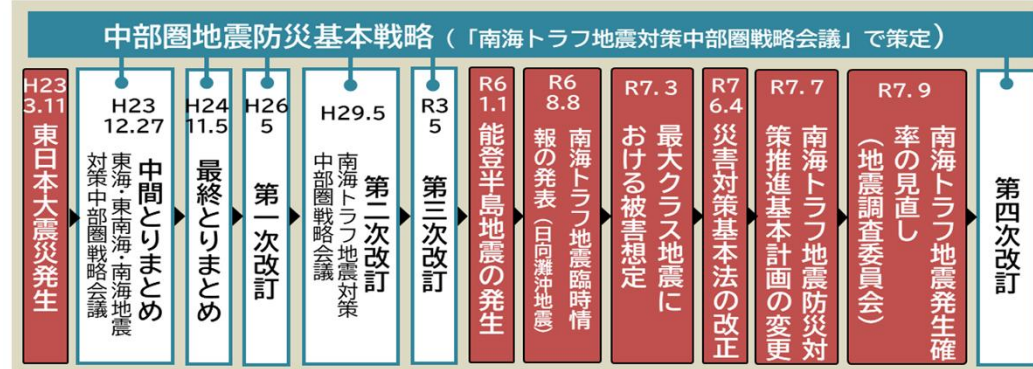 中部圏地震防災基本戦略（「南海トラフ地震対策中部圏戦略会議」で策定）
H23
3.11
東日本大震災発生
H23
12.27
中間とりまとめ
東海・東南海・南海地震
対策中部圏戦略会議
H24
11.5
最終とりまとめ
H26
5
第一次改訂
H29.5
第二次改訂
南海トラフ地震対策
中部圏戦略会議
R3
5
第三次改訂
R6
1.1
能登半島地震の発生
R6
8.8
南海トラフ地震臨時情
報の発表（日向灘沖地震）
R7.3
最大クラス地震に
おける被害想定
R7
6.4
災害対策基本法の改正
R7.7
南海トラフ地震防災対
策推進基本計画の変更
R7.9
南海トラフ地震発生確
率の見直し
（地震調査委員会）
第四次改訂